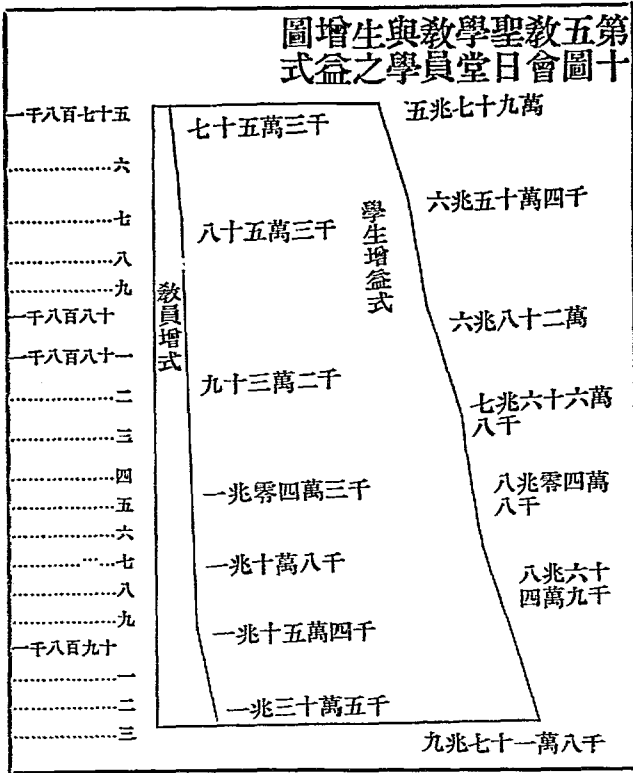 第十五圖敎會聖日學堂敎員與學生之增益圖式
一千八百七十五
六
七
八
九
一千八百八十
一千八百八十一
二
三
四
五
六
七
八
九
一千八百九十
一
二
三
敎員增式
七十五萬三千
八十五萬三千
九十三萬二千
一兆零四萬三千
一兆十萬八千
一兆十五萬四千
一兆三十萬五千
學生增益式
五兆七十九萬
六兆五十萬四千
六兆八十二萬
七兆六十六萬
八千
八兆零四萬
八千
八兆六十
四萬九千
九兆七十一萬八千